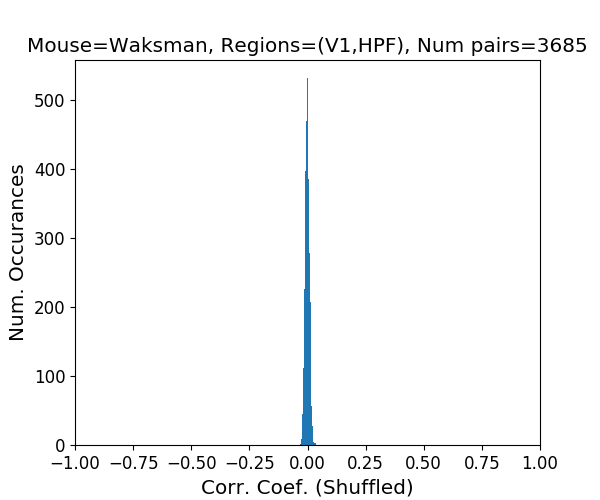 Mouse=Waksman, Regions=(V1,HPF), Num pairs=3685
Num. Occurances
500
400
300
200
100
0
−1.00 −0.75 −0.50 −0.25 0.00 0.25 0.50 0.75 1.00
Corr. Coef. (Shuffled)